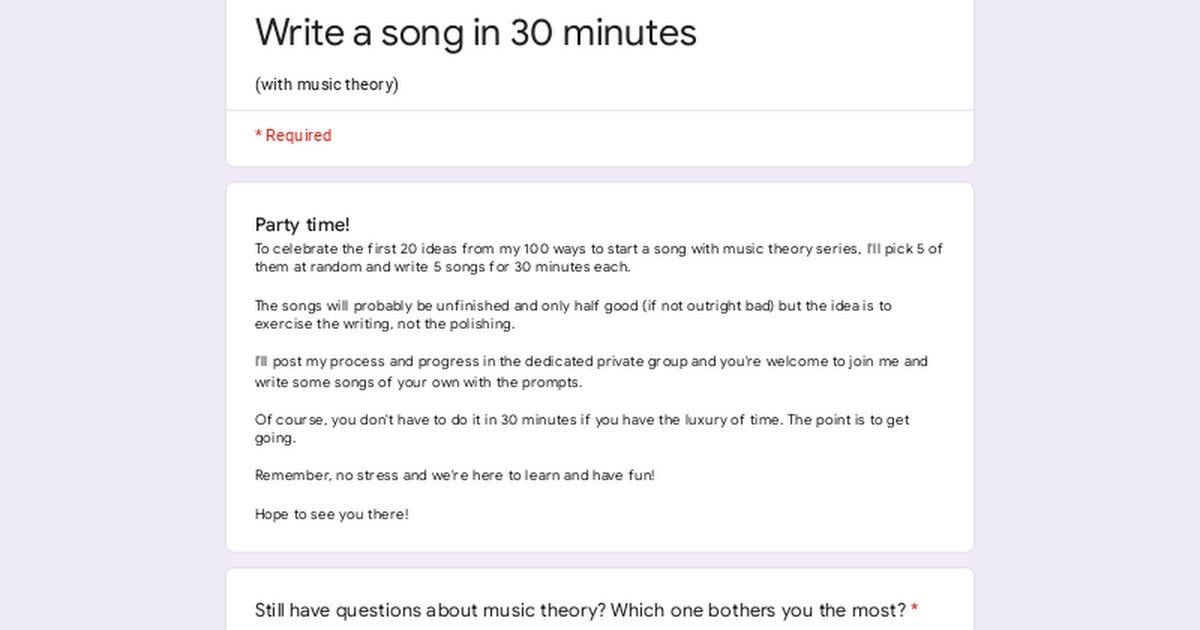 Write a song in 30 minutes
(with music theory)
* Required
Party time!
To celebrate the first 20 ideas from my 100 ways to start a song with music theory series, I'll pick 5 of
them at random and write 5 songs for 30 minutes each.
The songs will probably be unfinished and only half good (if not outright bad) but the idea is to
exercise the writing, not the polishing.
I'll post my process and progress in the dedicated private group and you're welcome to join me and
write some songs of your own with the prompts.
Of course, you don't have to do it in 30 minutes if you have the luxury of time. The point is to get
going.
Remember, no stress and we're here to learn and have fun!
Hope to see you there!
Still have questions about music theory? Which one bothers you the most? *